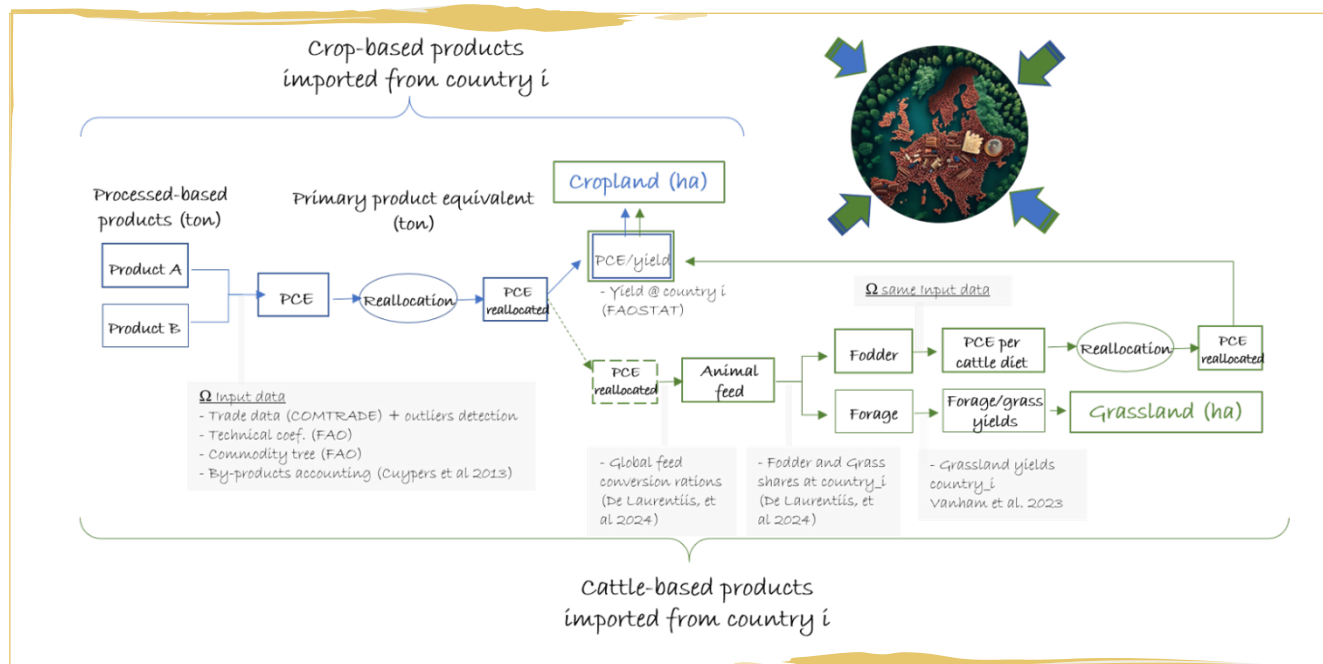 Crop-based products
imported from country i
Processed-based
products (ton)
Primary product equivalent
(ton)
Cropland (ha)
Product A
Product B
PCE
Reallocation
PCE
reallocated
PCE/yield
- Yield @ country i
(FAOSTAT)
Ω Input data
- Trade data (COMTRADE) + outliers detection
- Technical coef. (FAO)
- Commodity tree (FAO)
- By-products accounting (Cuypers et al 2013)
PCE
reallocated
Animal
feed
Ω same Input data
Fodder
PCE per
cattle diet
Reallocation
PCE
reallocated
Forage
Forage/grass
yields
Grassland (ha)
- Global feed
conversion rations
(De Laurentiis, et
al 2024)
- Fodder and Grass
shares at country_i
(De Laurentiis, et
al 2024)
- Grassland yields
country_i
Vanham et al. 2023
Cattle-based products
imported from country i